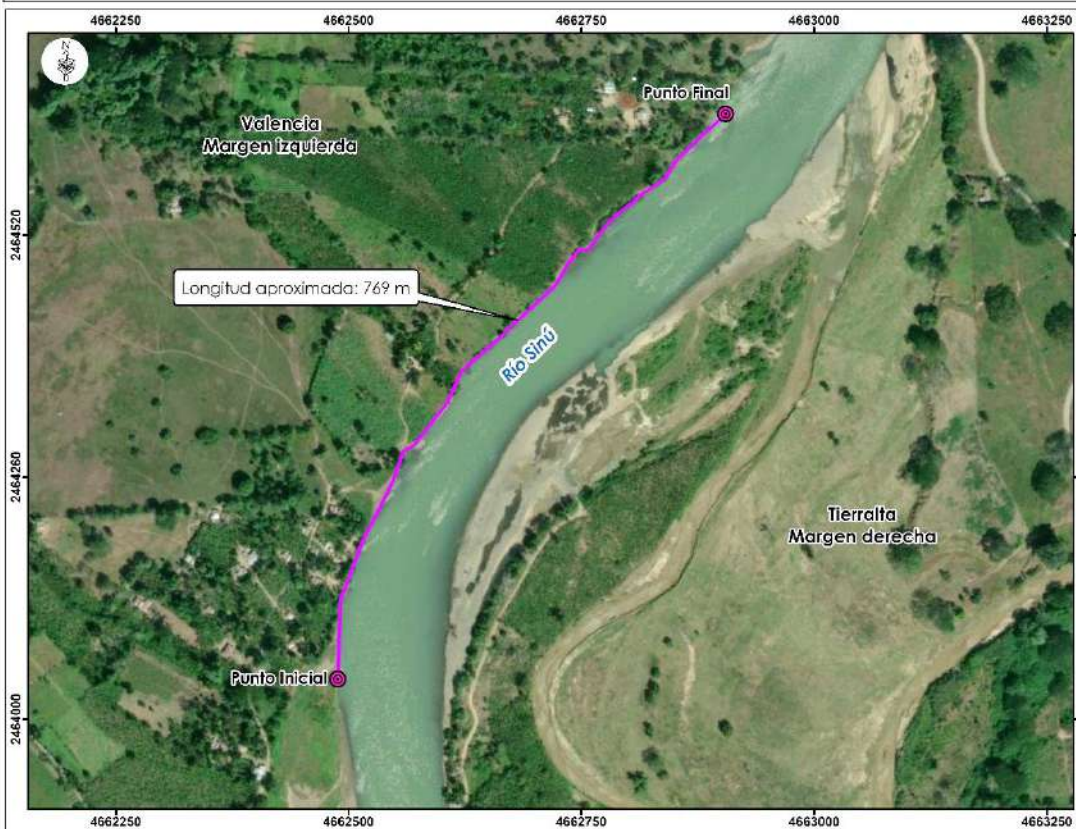 4662250 4662500 4662750 4663000 4663250
N
Punto Final
Valencia
Margen izquierda
2464520
Longitud aproximada: 769 m
Río Sinú
2464260
Tierralta
Margen derecha
Punto Inicial
2464000
4662250 4662500 4662750 4663000 4663250